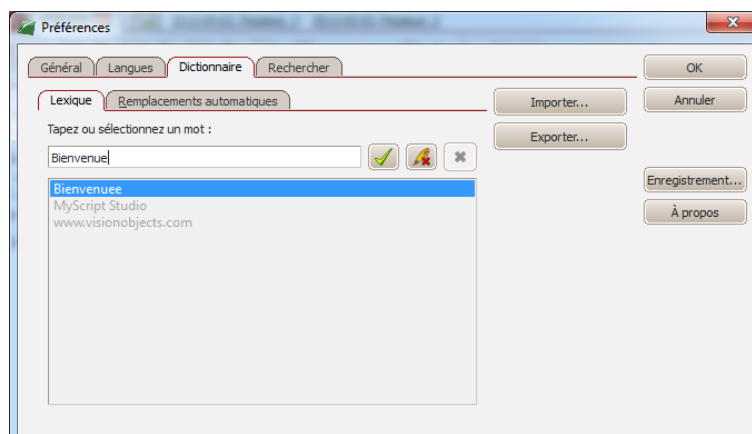 Préférences
Général Langues Dictionnaire Rechercher
OK
Lexique Remplacements automatiques
Importer...
Annuler
Tapez ou sélectionnez un mot :
Exporter...
Bienvenue
Bienvenuee
Enregistrement...
MyScript Studio
À propos
www.visionobjects.com